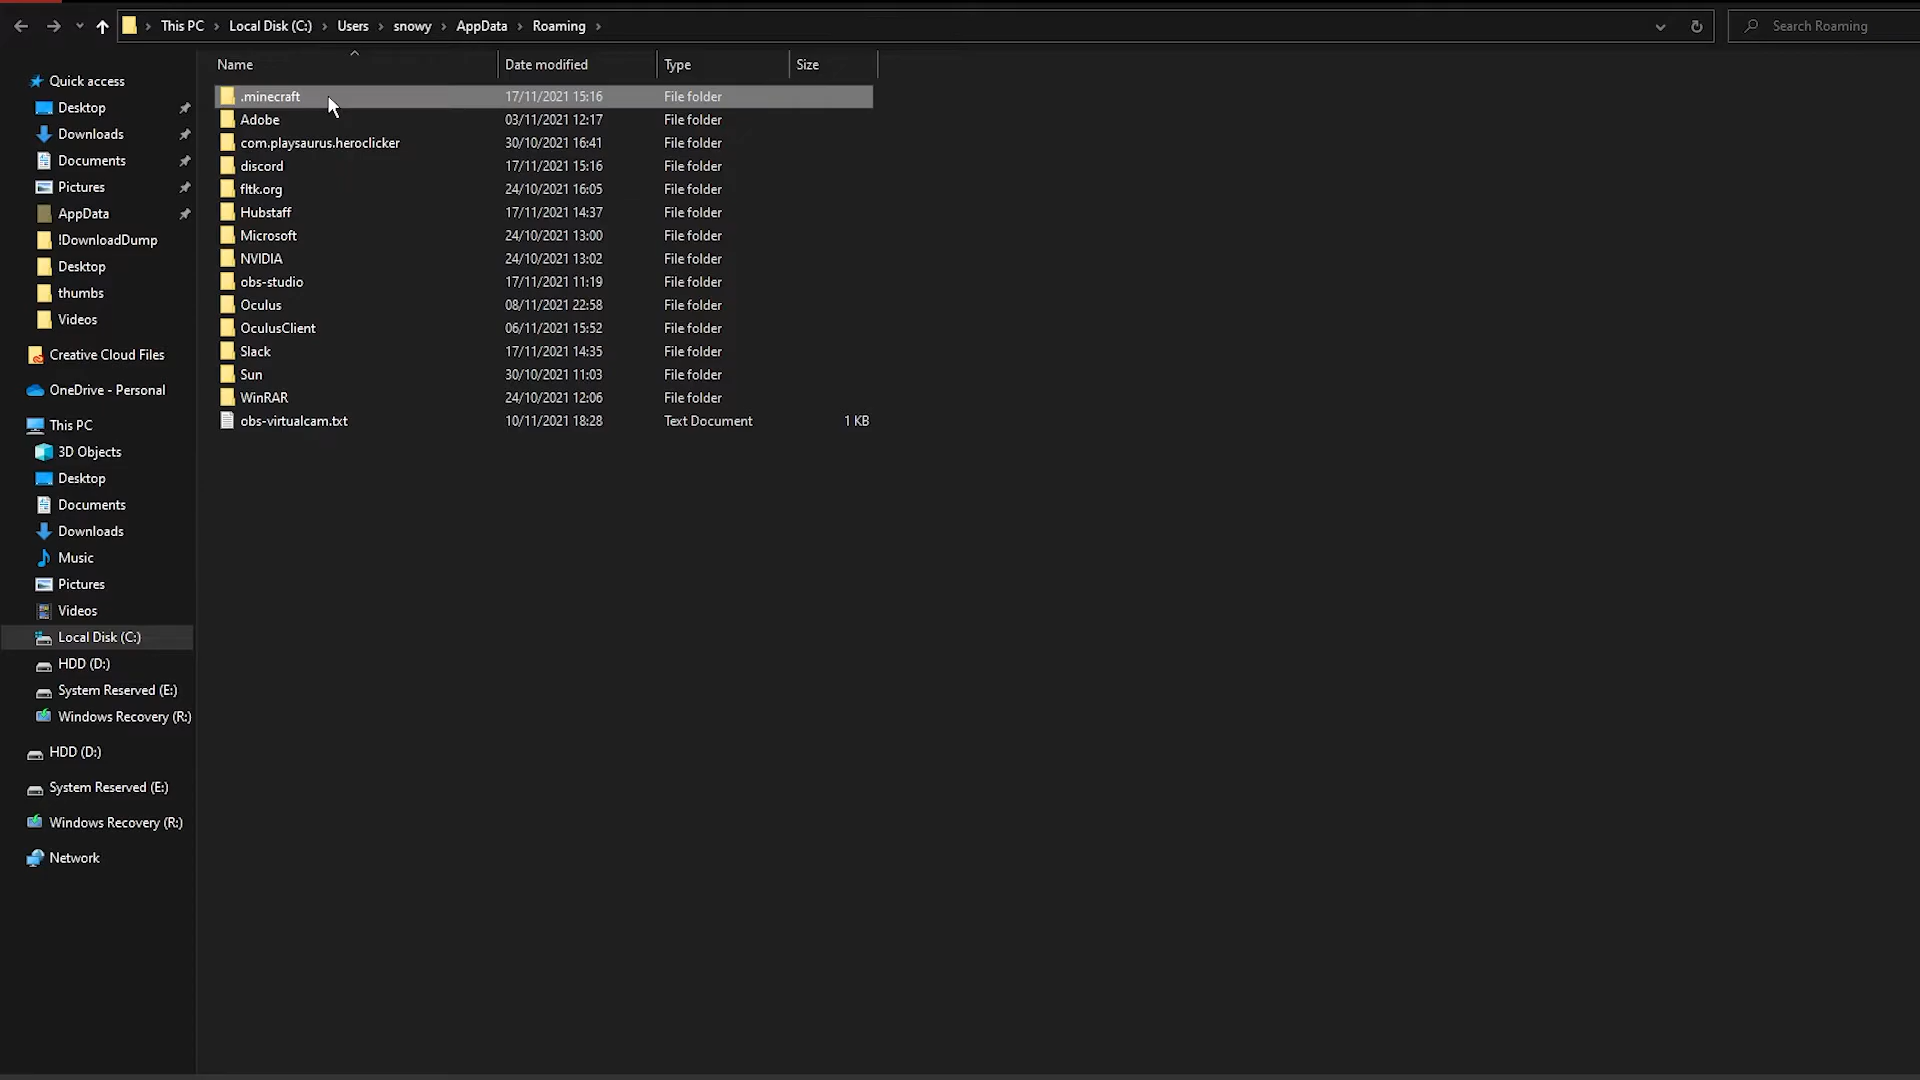 This PC > Local Disk (C:) > Users > snowy > AppData > Roaming >
Search Roaming
Name Date modified Type Size
Quick access
Desktop
Downloads
Documents
Pictures
AppData
!DownloadDump
Desktop
thumbs
Videos
Creative Cloud Files
OneDrive - Personal
This PC
3D Objects
Desktop
Documents
Downloads
Music
Pictures
Videos
Local Disk (C:)
HDD (D:)
System Reserved (E:)
Windows Recovery (R:)
HDD (D:)
System Reserved (E:)
Windows Recovery (R:)
Network
.minecraft 17/11/2021 15:16 File folder
Adobe 03/11/2021 12:17 File folder
com.playsaurus.heroclicker 30/10/2021 16:41 File folder
discord 17/11/2021 15:16 File folder
fltk.org 24/10/2021 16:05 File folder
Hubstaff 17/11/2021 14:37 File folder
Microsoft 24/10/2021 13:00 File folder
NVIDIA 24/10/2021 13:02 File folder
obs-studio 17/11/2021 11:19 File folder
Oculus 08/11/2021 22:58 File folder
OculusClient 06/11/2021 15:52 File folder
Slack 17/11/2021 14:35 File folder
Sun 30/10/2021 11:03 File folder
WinRAR 24/10/2021 12:06 File folder
obs-virtualcam.txt 10/11/2021 18:28 Text Document 1 KB